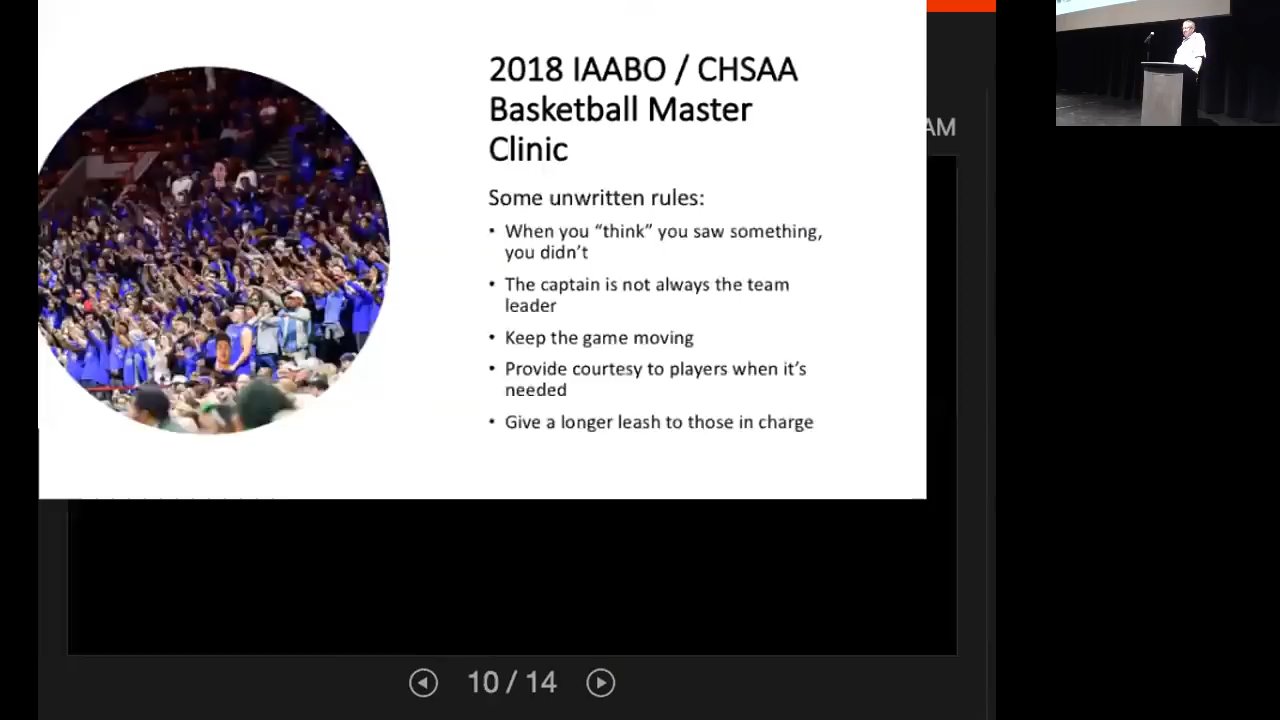 2018 IAABO / CHSAA
Basketball Master
Clinic
Some unwritten rules:
• When you “think” you saw something,
you didn’t
• The captain is not always the team
leader
• Keep the game moving
• Provide courtesy to players when it’s
needed
• Give a longer leash to those in charge
AM
10 / 14